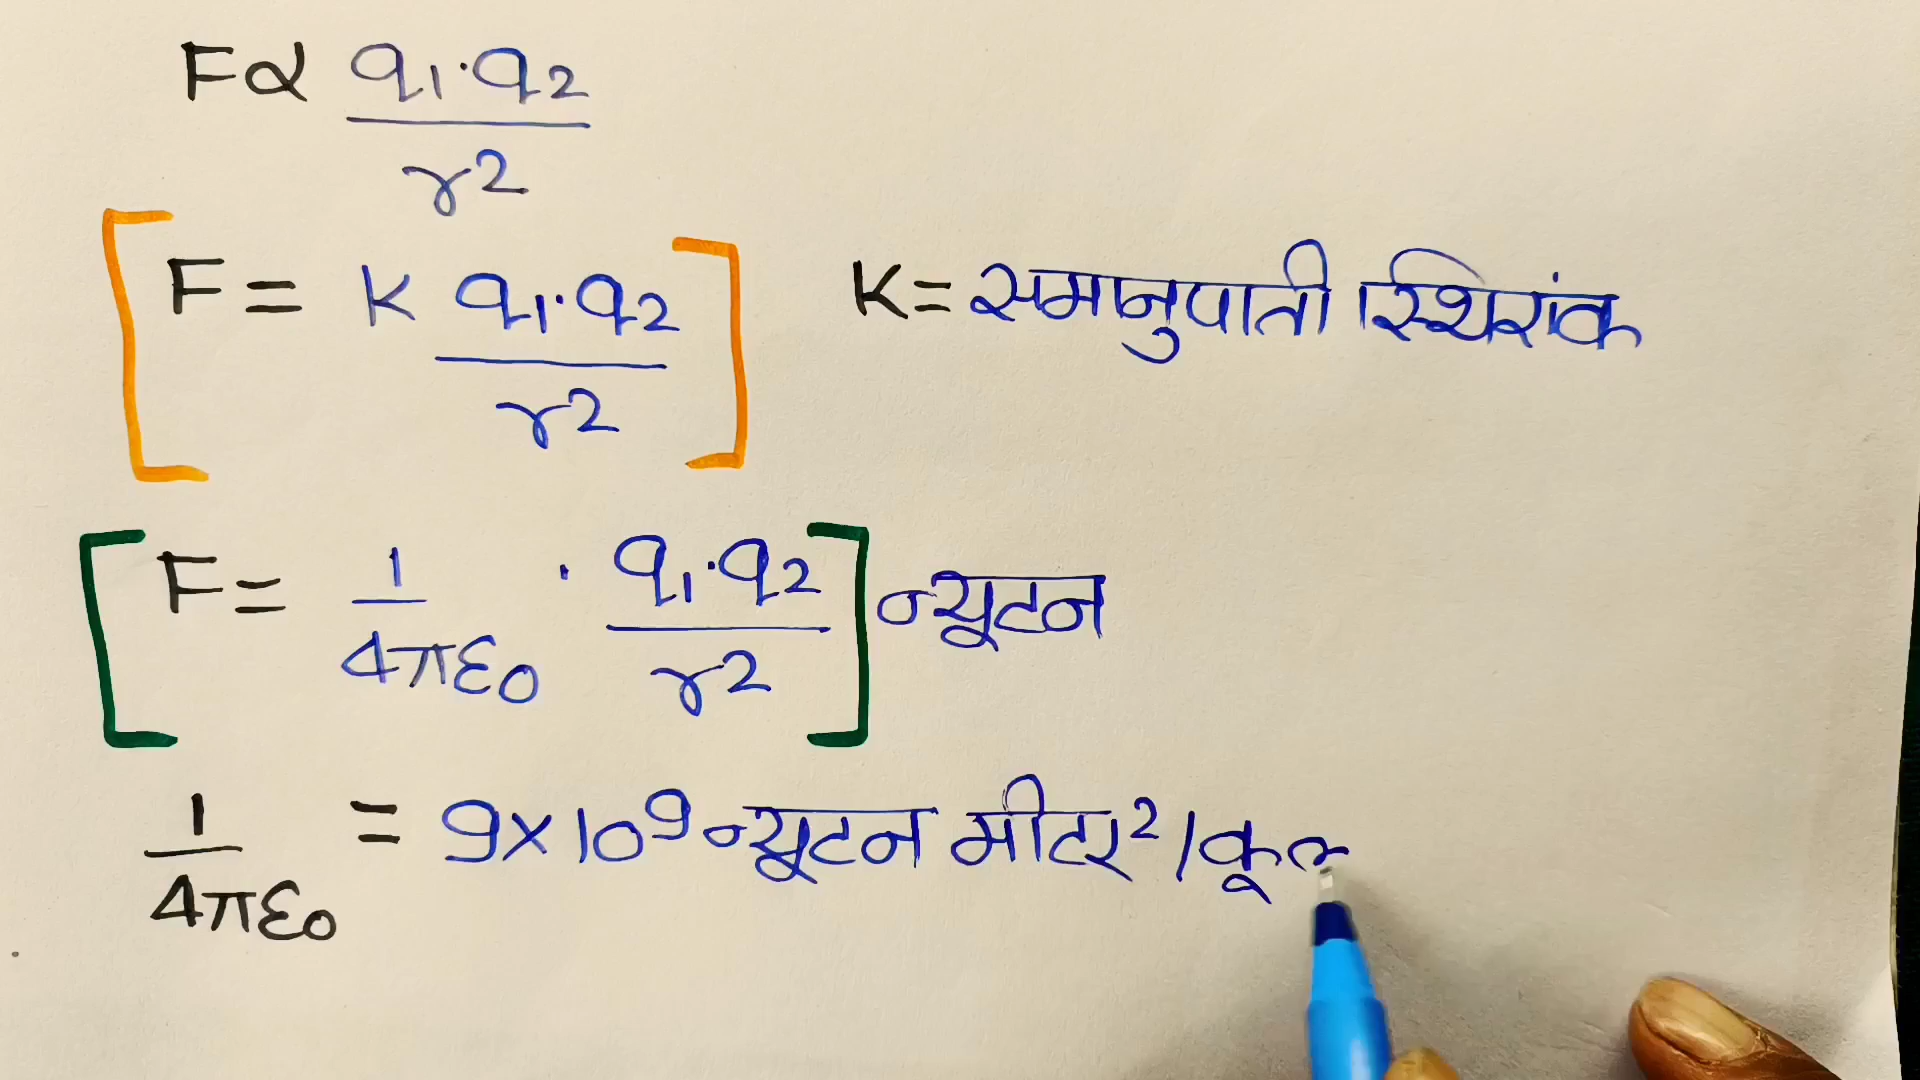 F∝ q₁·q₂/r²
F= K q₁·q₂/r² K= समानुपाती स्थिरांक
F= 1/4πε₀ · q₁·q₂/r² न्यूटन
1/4πε₀ = 9×10⁹ न्यूटन मीटर²/कू